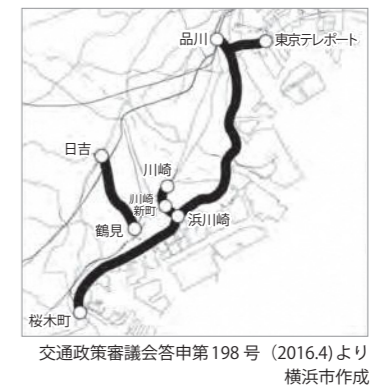 品川
東京テレポート
日吉
川崎
川崎
新町
浜川崎
鶴見
桜木町
交通政策審議会答申第198号（2016.4)より
横浜市作成